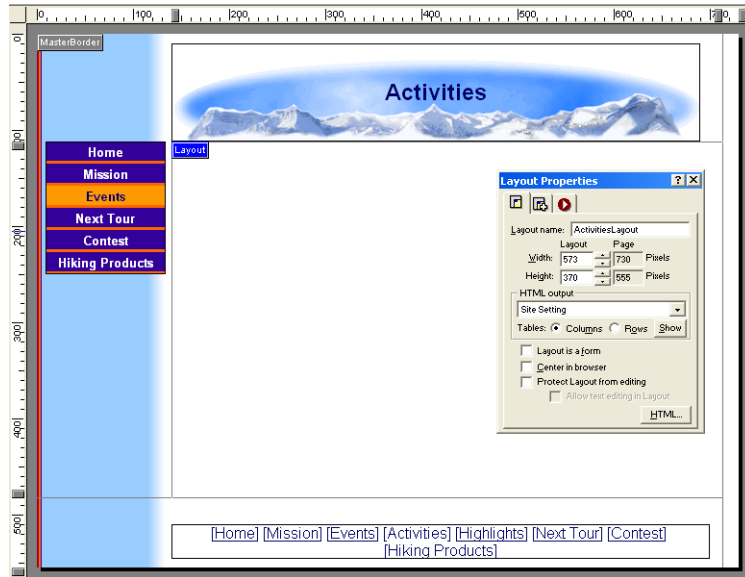 0 100 200 300 400 500 600
MasterBorder
Activities
Home
Mission
Events
Next Tour
Contest
Hiking Products
Layout
Layout Properties
Layout name: ActivitiesLayout
Layout Page
Width: 573 730 Pixels
Height: 370 555 Pixels
HTML output
Site Setting
Tables: Columns Rows Show
Layout is a form
Center in browser
Protect Layout from editing
Allow text editing in Layout
HTML...
0
200
300
400
500
[Home] [Mission] [Events] [Activities] [Highlights] [Next Tour] [Contest]
[Hiking Products]